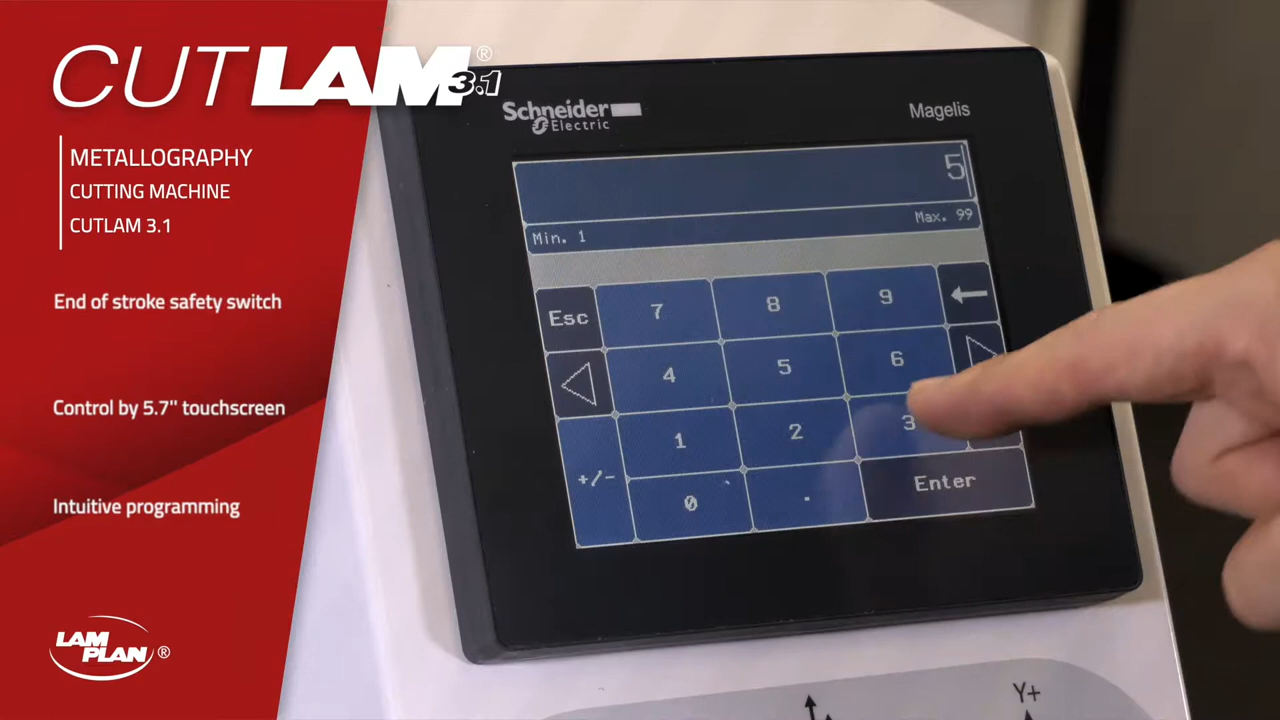 CUTLAM® 3.1
METALLOGRAPHY
CUTTING MACHINE
CUTLAM 3.1
End of stroke safety switch
Control by 5.7" touchscreen
Intuitive programming
LAM
PLAN®
Schneider
Electric
Magelis
5
Min. 1
Max. 99
Esc
7
8
9
4
5
6
1
2
3
+/-
0
.
Enter
Y+